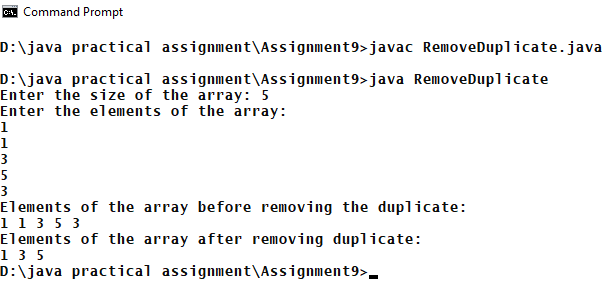 Command Prompt
D:\java practical assignment\Assignment9>javac RemoveDuplicate.java
D:\java practical assignment\Assignment9>java RemoveDuplicate
Enter the size of the array: 5
Enter the elements of the array:
1
1
3
5
3
Elements of the array before removing the duplicate:
1 1 3 5 3
Elements of the array after removing duplicate:
1 3 5
D:\java practical assignment\Assignment9>